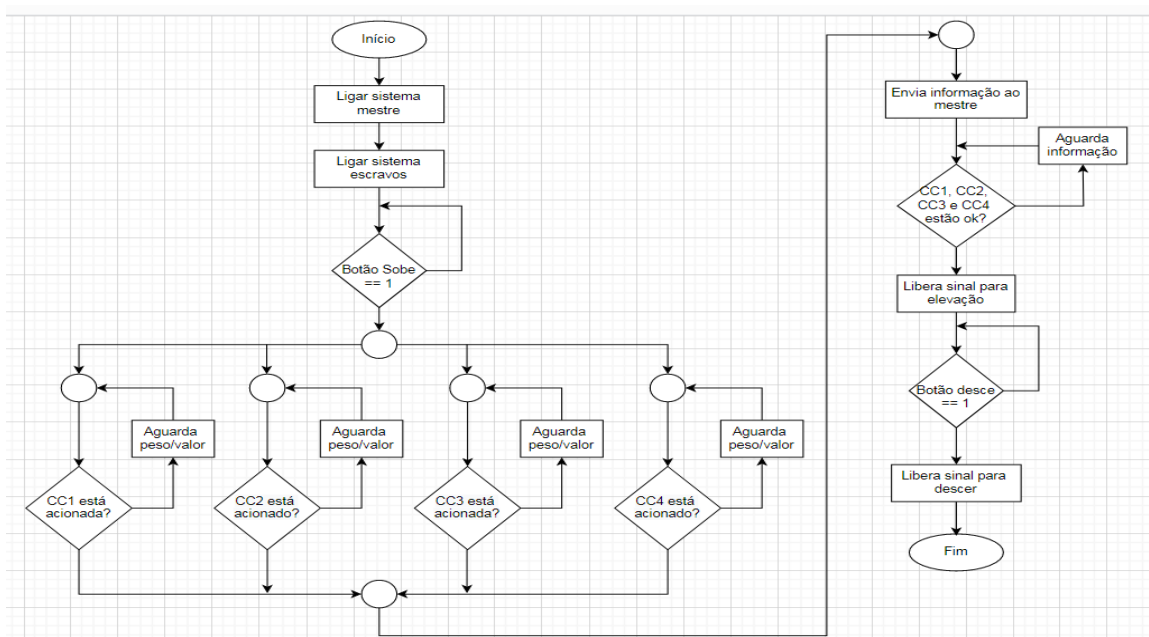 Início
Ligar sistema
mestre
Ligar sistema
escravos
Botão Sobe
== 1
Aguarda
peso/valor
CC1 está
acionada?
Aguarda
peso/valor
CC2 está
acionado?
Aguarda
peso/valor
CC3 está
acionada?
Aguarda
peso/valor
CC4 está
acionado?
Envia informação ao
mestre
Aguarda
informação
CC1, CC2,
CC3 e CC4
estão ok?
Libera sinal para
elevação
Botão desce
== 1
Libera sinal para
descer
Fim